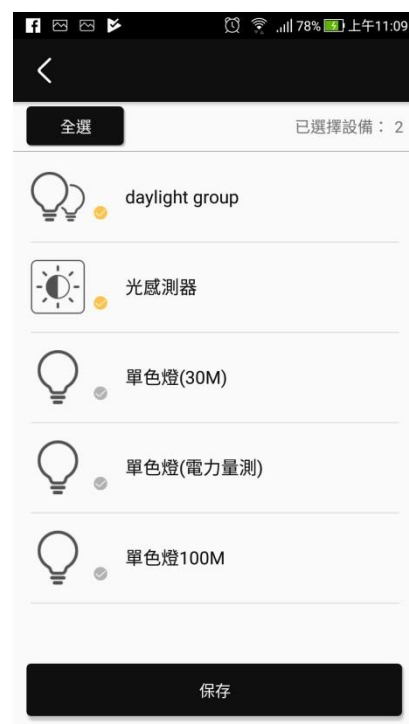 78% 上午11:09
全選 已選擇設備： 2
daylight group
光感測器
單色燈(30M)
單色燈(電力量測)
單色燈100M
保存